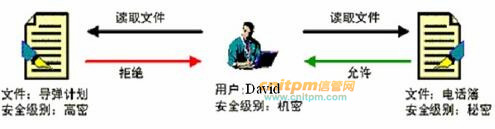 读取文件
读取文件
拒绝
允许
用户:David
安全级别:机密
文件:导弹计划
安全级别:高密
文件:电话簿
安全级别:秘密
cnitpm信管网
www.cnitpm.com